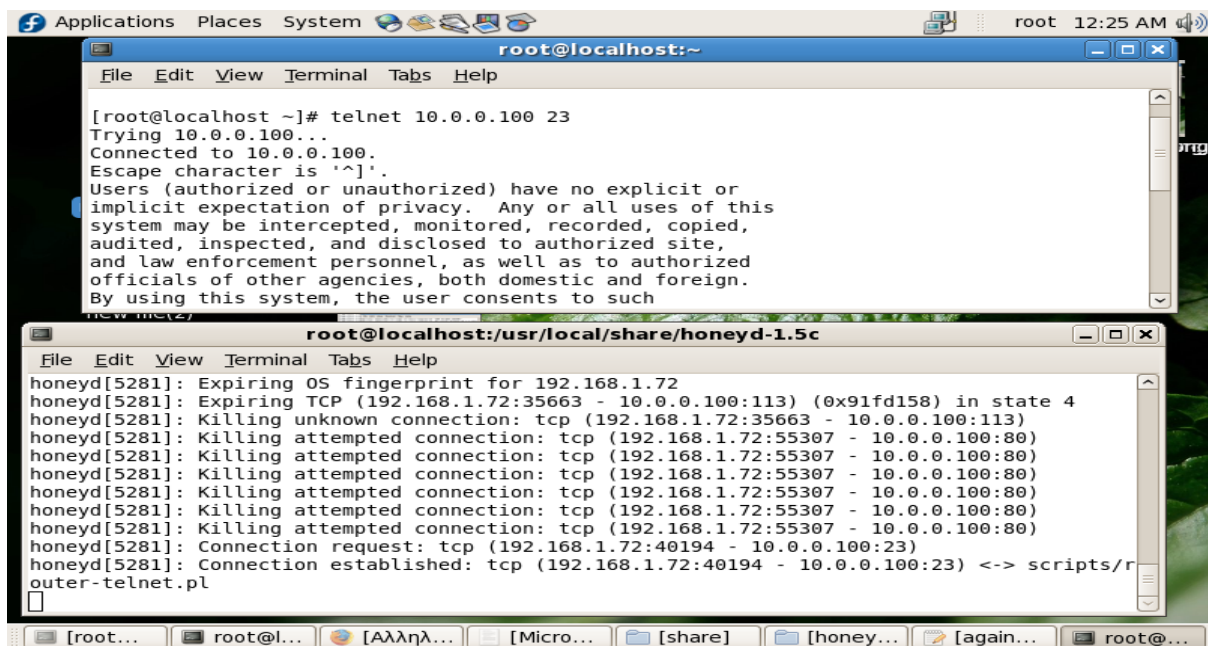 Applications Places System root 12:25 AM
root@localhost:~
File Edit View Terminal Tabs Help
[root@localhost ~]# telnet 10.0.0.100 23
Trying 10.0.0.100...
Connected to 10.0.0.100.
Escape character is '^]'.
Users (authorized or unauthorized) have no explicit or
implicit expectation of privacy.  Any or all uses of this
system may be intercepted, monitored, recorded, copied,
audited, inspected, and disclosed to authorized site,
and law enforcement personnel, as well as to authorized
officials of other agencies, both domestic and foreign.
By using this system, the user consents to such
root@localhost:/usr/local/share/honeyd-1.5c
File Edit View Terminal Tabs Help
honeyd[5281]: Expiring OS fingerprint for 192.168.1.72
honeyd[5281]: Expiring TCP (192.168.1.72:35663 - 10.0.0.100:113) (0x91fd158) in state 4
honeyd[5281]: Killing unknown connection: tcp (192.168.1.72:35663 - 10.0.0.100:113)
honeyd[5281]: Killing attempted connection: tcp (192.168.1.72:55307 - 10.0.0.100:80)
honeyd[5281]: Killing attempted connection: tcp (192.168.1.72:55307 - 10.0.0.100:80)
honeyd[5281]: Killing attempted connection: tcp (192.168.1.72:55307 - 10.0.0.100:80)
honeyd[5281]: Killing attempted connection: tcp (192.168.1.72:55307 - 10.0.0.100:80)
honeyd[5281]: Killing attempted connection: tcp (192.168.1.72:55307 - 10.0.0.100:80)
honeyd[5281]: Killing attempted connection: tcp (192.168.1.72:55307 - 10.0.0.100:80)
honeyd[5281]: Connection request: tcp (192.168.1.72:40194 - 10.0.0.100:23)
honeyd[5281]: Connection established: tcp (192.168.1.72:40194 - 10.0.0.100:23) <-> scripts/r
outer-telnet.pl
[root... root@l... [Αλληλ... [Micro... [share] [honey... [again... root@...